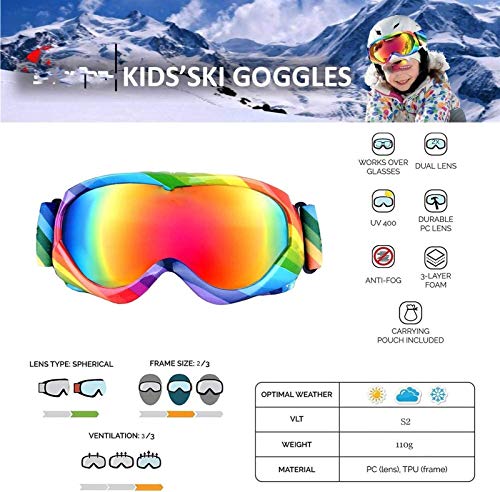 KIDS'SKI GOGGLES
WORKS OVER
GLASSES
DUAL LENS
UV 400
DURABLE
PC LENS
ANTI-FOG
3-LAYER
FOAM
CARRYING
POUCH INCLUDED
LENS TYPE: SPHERICAL
FRAME SIZE: 2/3
VENTILATION: 3/3
OPTIMAL WEATHER
VLT S2
WEIGHT 110g
MATERIAL PC (lens), TPU (frame)